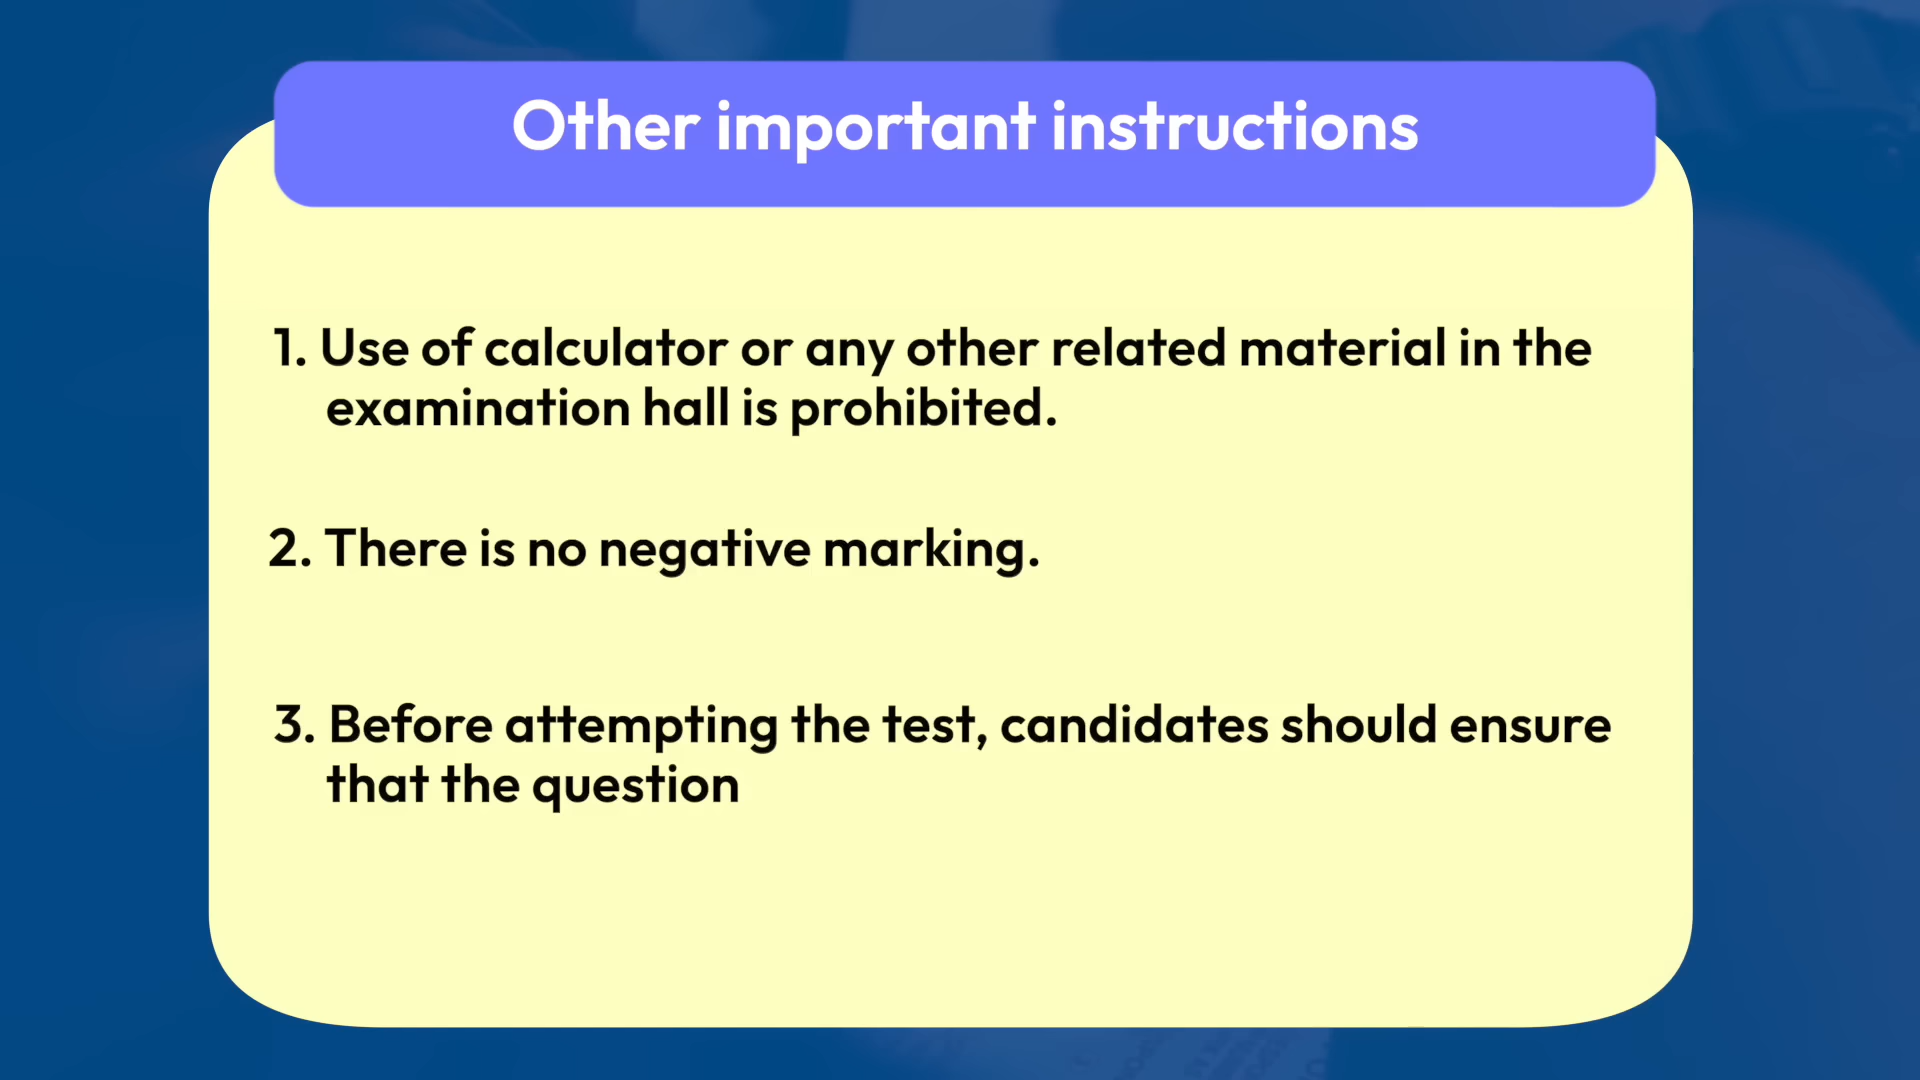 Other important instructions
1. Use of calculator or any other related material in the
examination hall is prohibited.
2. There is no negative marking.
3. Before attempting the test, candidates should ensure
that the question